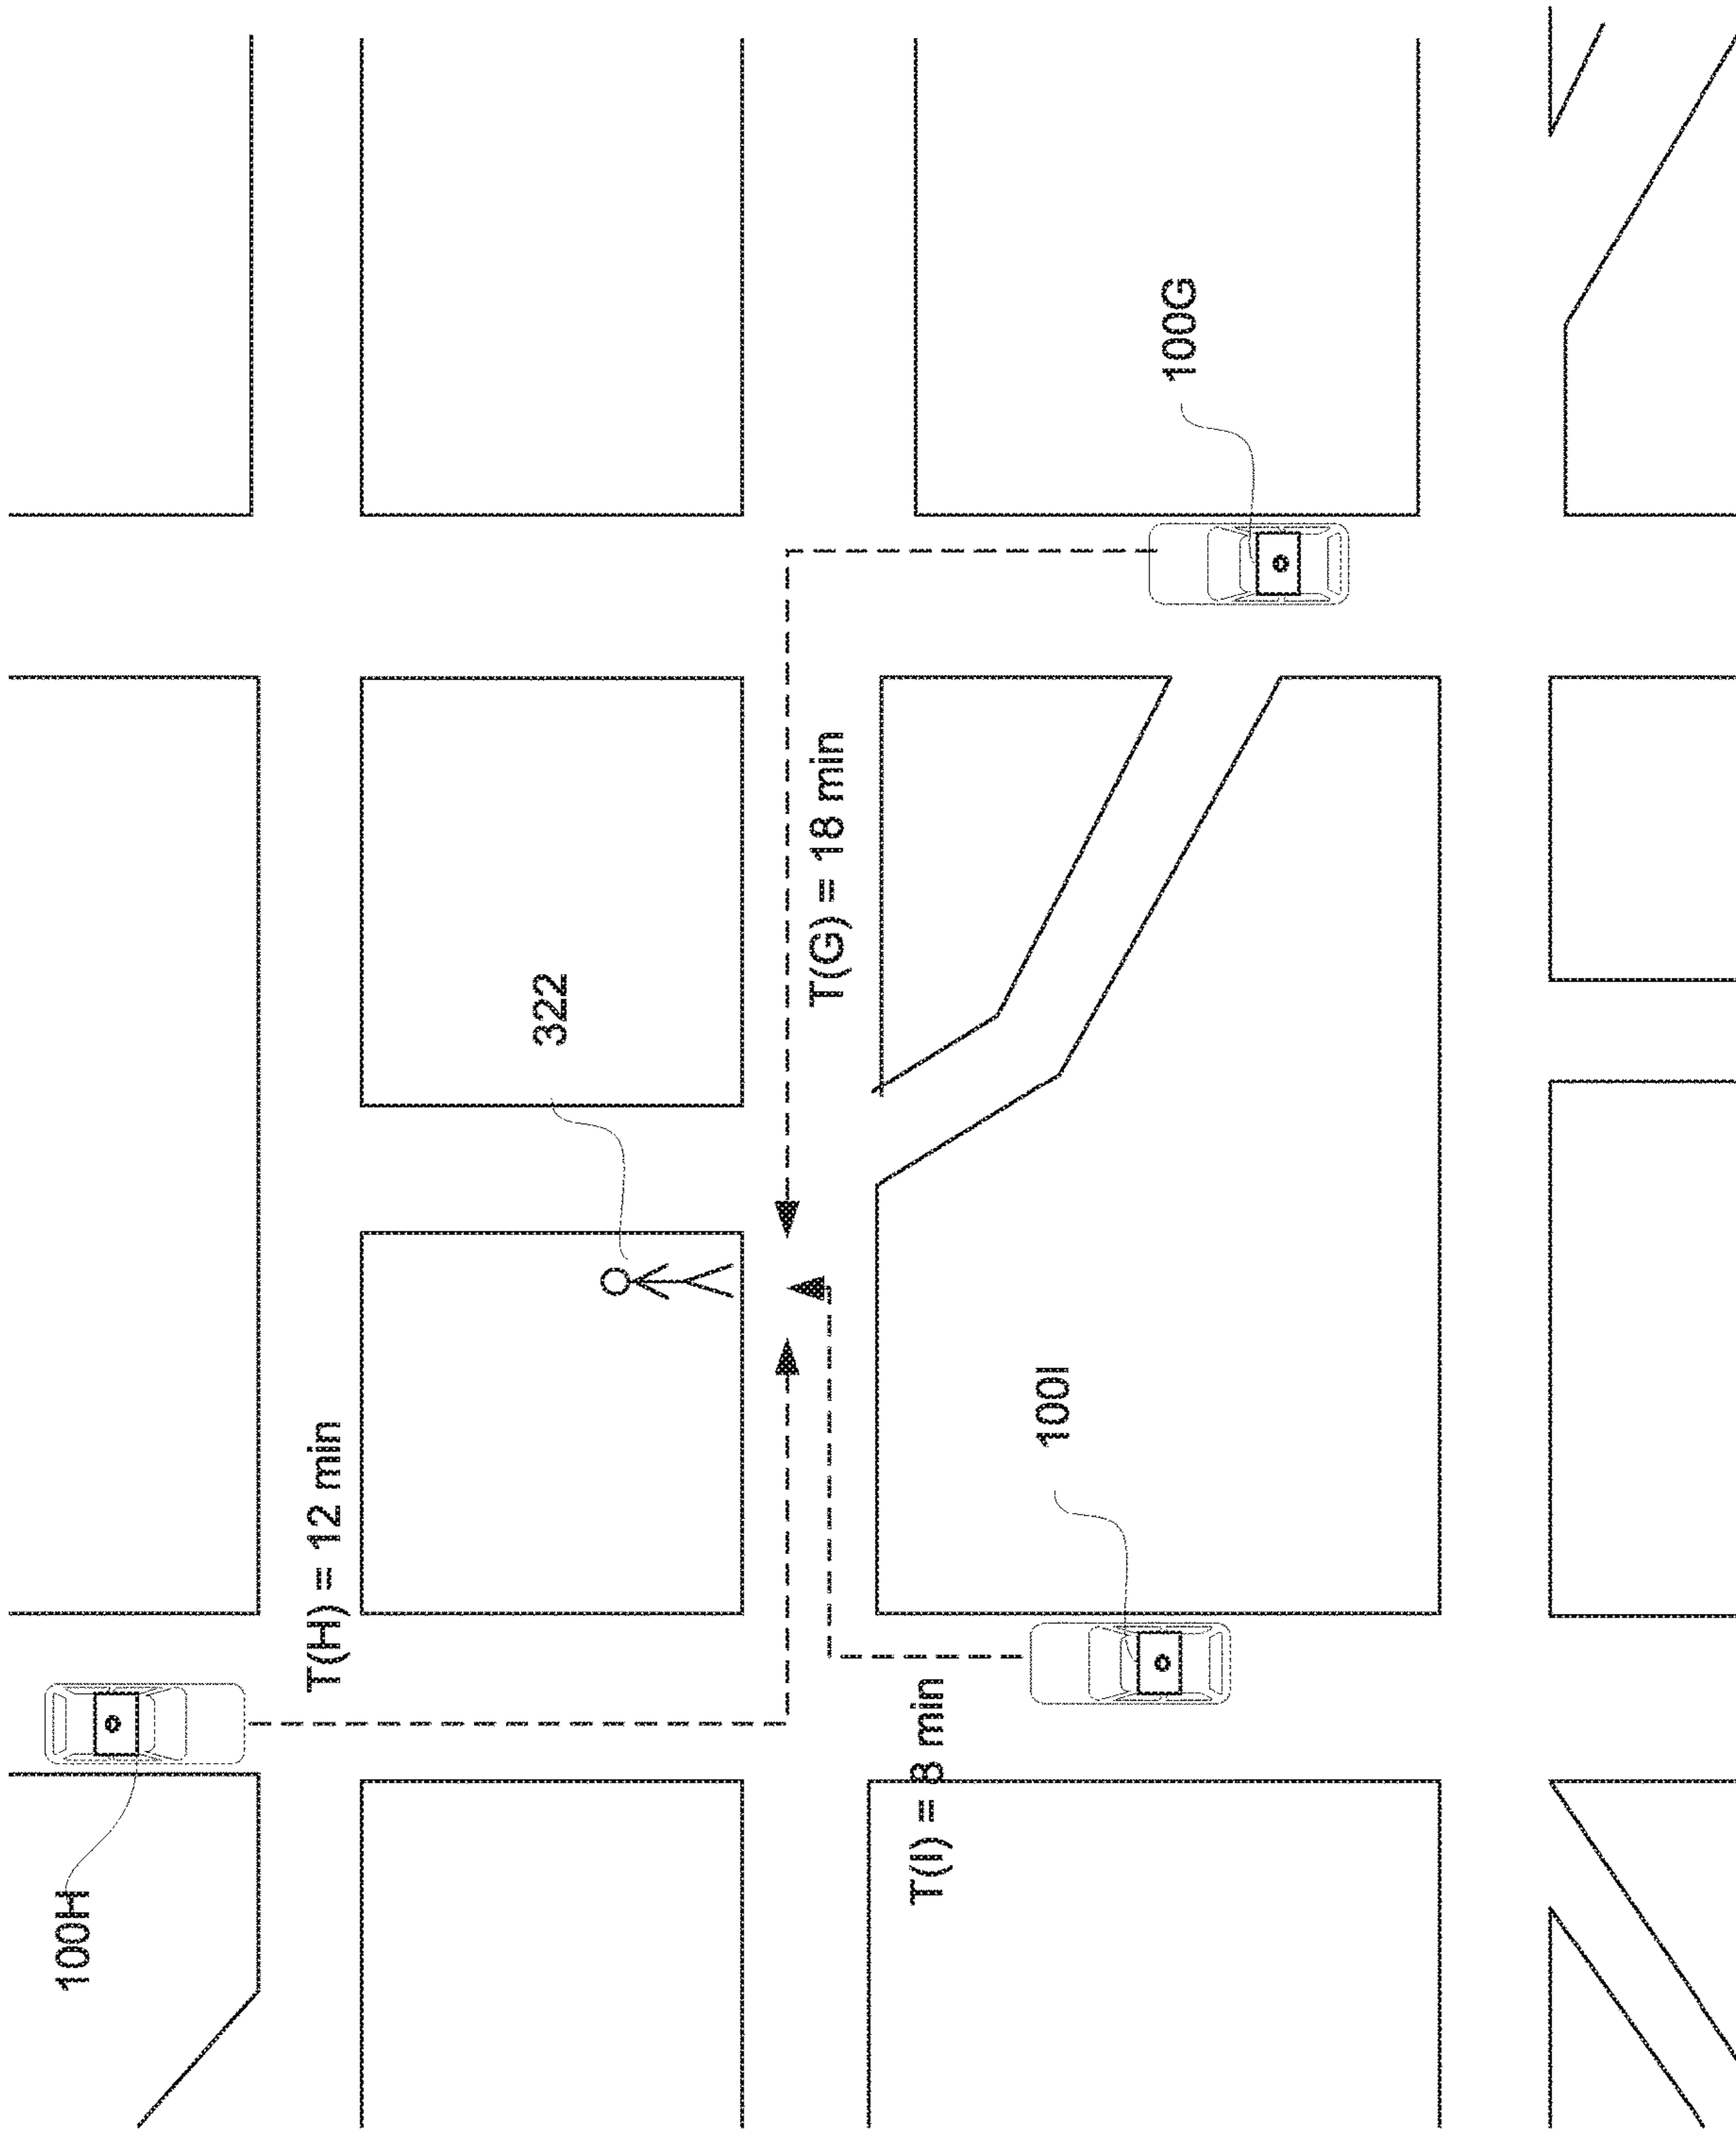 100H
T(H) = 12 min
322
T(G) = 18 min
T(I) = 8 min
100I
100G